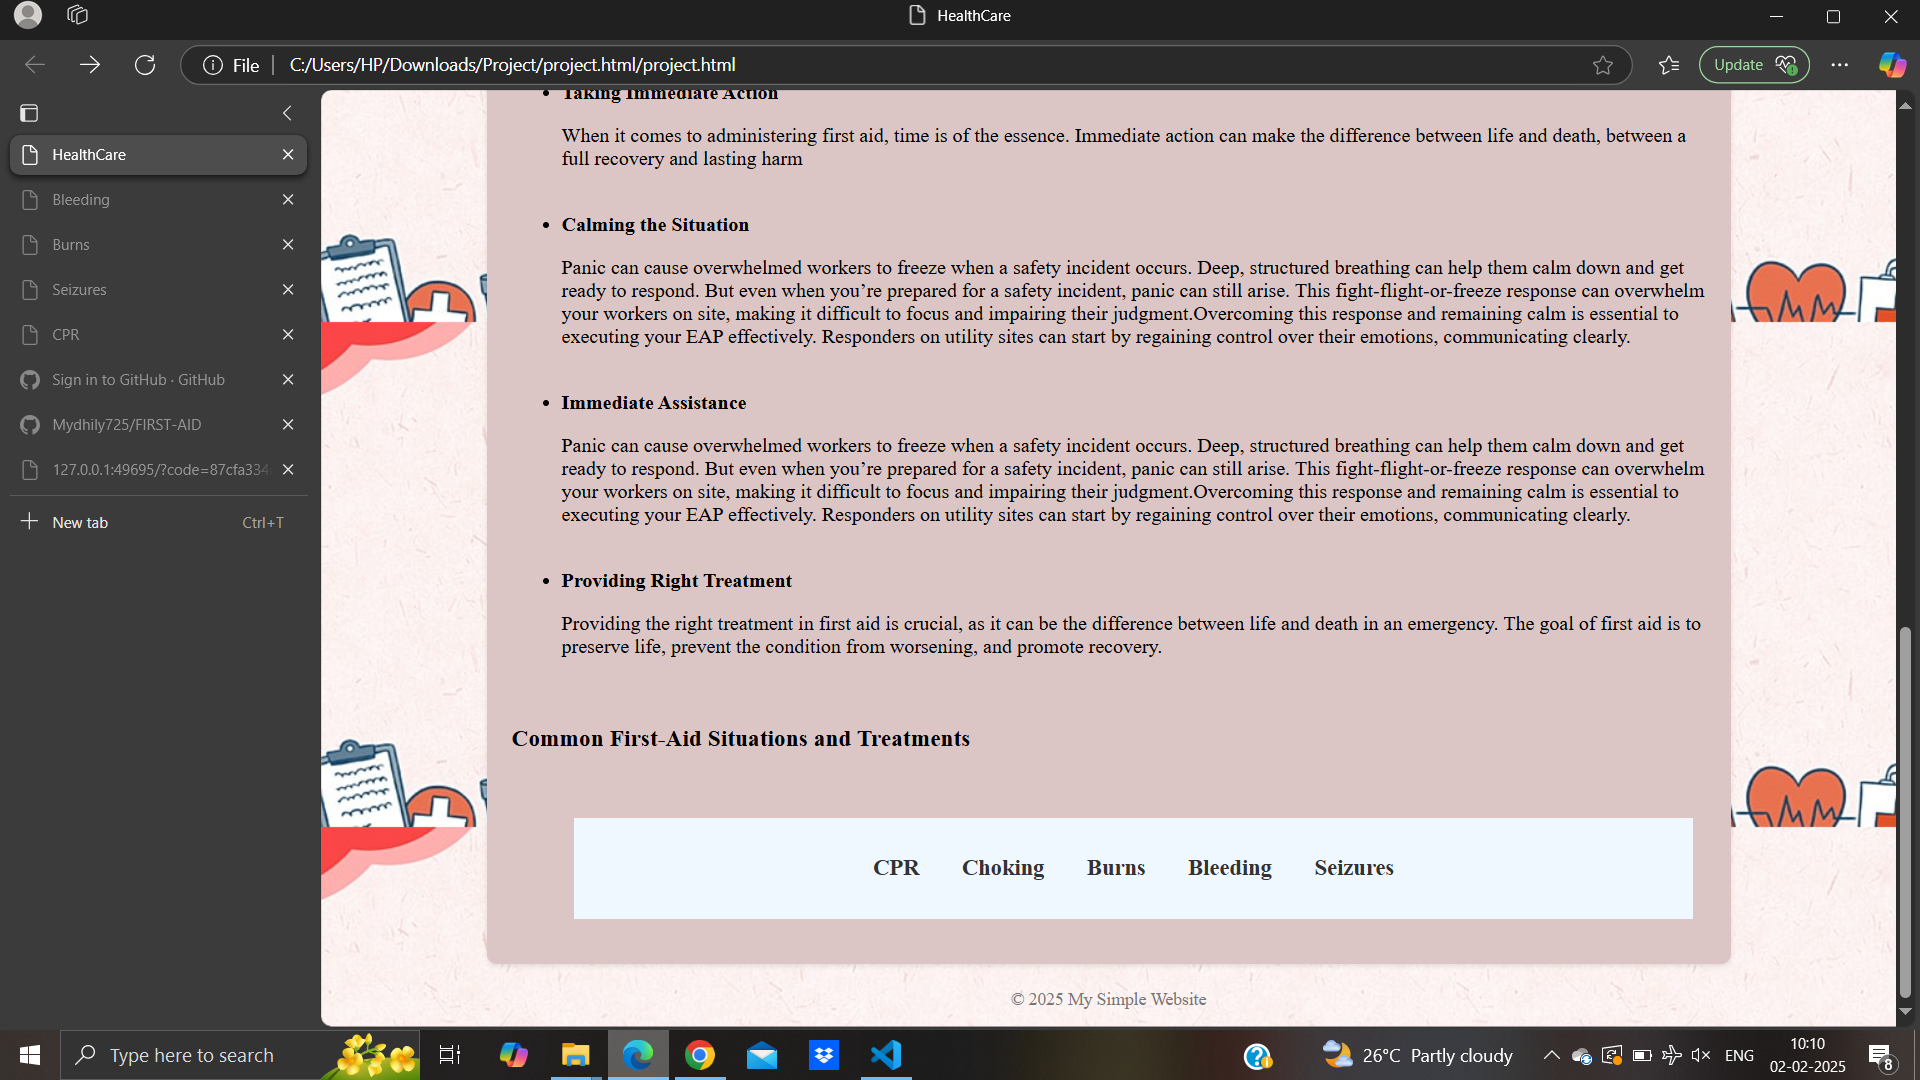 HealthCare
File
C:/Users/HP/Downloads/Project/project.html/project.html
Update
HealthCare
Bleeding
Burns
Seizures
CPR
Sign in to GitHub · GitHub
Mydhily725/FIRST-AID
127.0.0.1:49695/?code=87cfa334
New tab Ctrl+T
• Taking Immediate Action
When it comes to administering first aid, time is of the essence. Immediate action can make the difference between life and death, between a
full recovery and lasting harm
• Calming the Situation
Panic can cause overwhelmed workers to freeze when a safety incident occurs. Deep, structured breathing can help them calm down and get
ready to respond. But even when you’re prepared for a safety incident, panic can still arise. This fight-flight-or-freeze response can overwhelm
your workers on site, making it difficult to focus and impairing their judgment.Overcoming this response and remaining calm is essential to
executing your EAP effectively. Responders on utility sites can start by regaining control over their emotions, communicating clearly.
• Immediate Assistance
Panic can cause overwhelmed workers to freeze when a safety incident occurs. Deep, structured breathing can help them calm down and get
ready to respond. But even when you’re prepared for a safety incident, panic can still arise. This fight-flight-or-freeze response can overwhelm
your workers on site, making it difficult to focus and impairing their judgment.Overcoming this response and remaining calm is essential to
executing your EAP effectively. Responders on utility sites can start by regaining control over their emotions, communicating clearly.
• Providing Right Treatment
Providing the right treatment in first aid is crucial, as it can be the difference between life and death in an emergency. The goal of first aid is to
preserve life, prevent the condition from worsening, and promote recovery.
Common First-Aid Situations and Treatments
CPR Choking Burns Bleeding Seizures
© 2025 My Simple Website
Type here to search
26°C Partly cloudy
ENG
10:10
02-02-2025
8